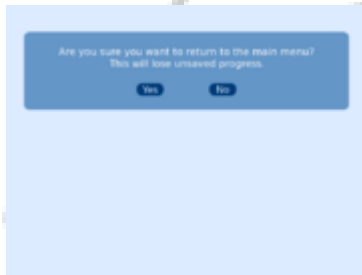 Are you sure you want to return to the main menu?
This will lose unsaved progress.
Yes No